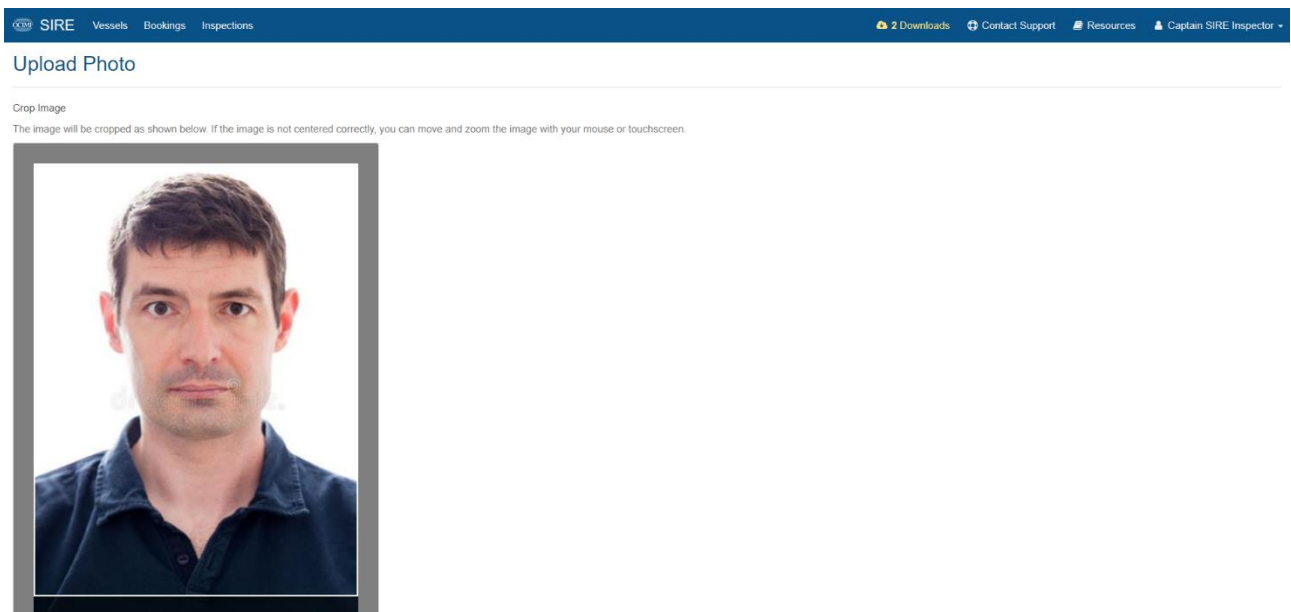 OCIMF SIRE Vessels Bookings Inspections 2 Downloads Contact Support Resources Captain SIRE Inspector
Upload Photo
Crop Image
The image will be cropped as shown below. If the image is not centered correctly, you can move and zoom the image with your mouse or touchscreen.